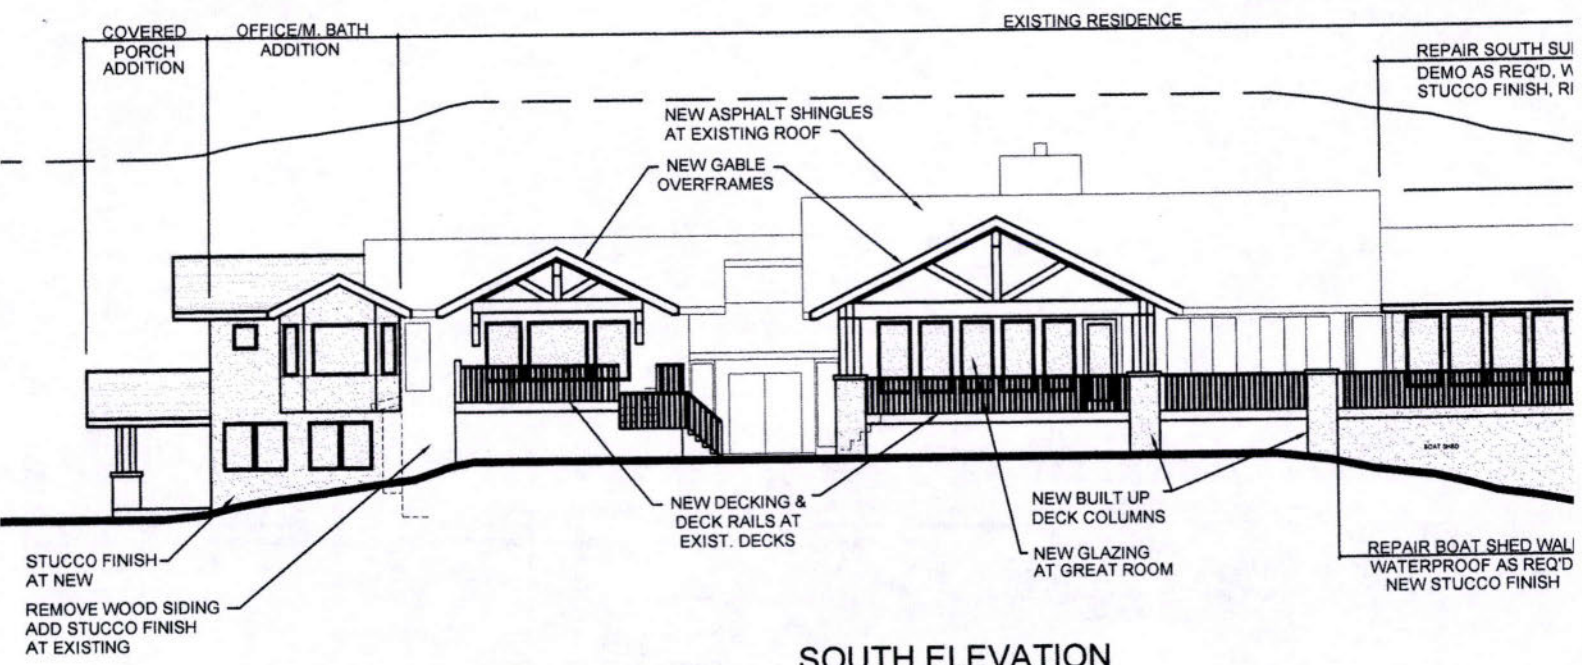 COVERED
PORCH
ADDITION
OFFICE/M. BATH
ADDITION
EXISTING RESIDENCE
REPAIR SOUTH SU
DEMO AS REQ'D, W
STUCCO FINISH, RI
NEW ASPHALT SHINGLES
AT EXISTING ROOF
NEW GABLE
OVERFRAMES
BOAT SHED
NEW DECKING &
DECK RAILS AT
EXIST. DECKS
NEW BUILT UP
DECK COLUMNS
NEW GLAZING
AT GREAT ROOM
REPAIR BOAT SHED WAL
WATERPROOF AS REQ'D
NEW STUCCO FINISH
STUCCO FINISH
AT NEW
REMOVE WOOD SIDING
ADD STUCCO FINISH
AT EXISTING
SOUTH ELEVATION